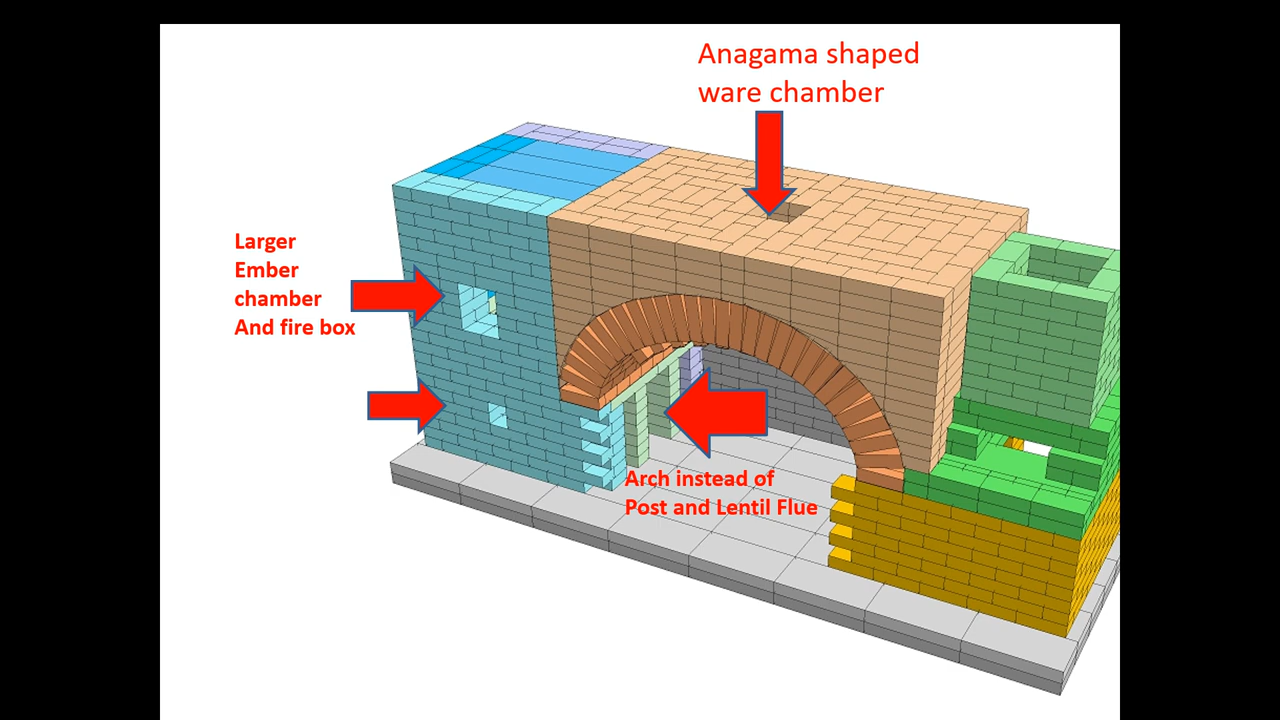 Anagama shaped
ware chamber
Larger
Ember
chamber
And fire box
Arch instead of
Post and Lentil Flue